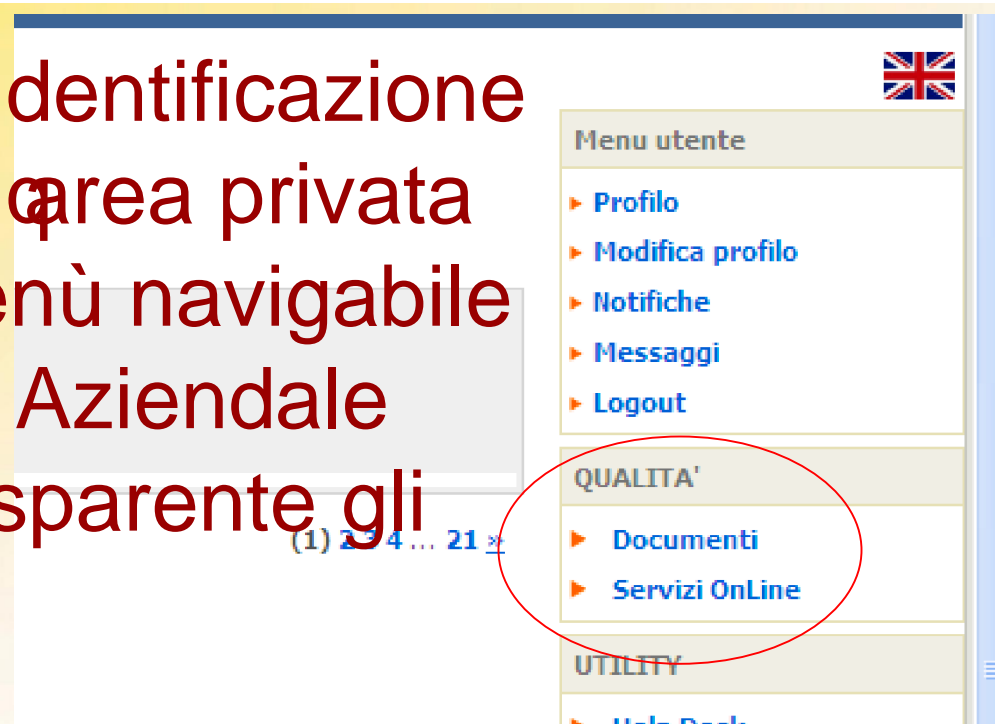 dentificazione
area privata
enù navigabile
Aziendale
sparente gli
(1) 2 3 4 ... 21 »
Menu utente
Profilo
Modifica profilo
Notifiche
Messaggi
Logout
QUALITA'
Documenti
Servizi OnLine
UTILITY